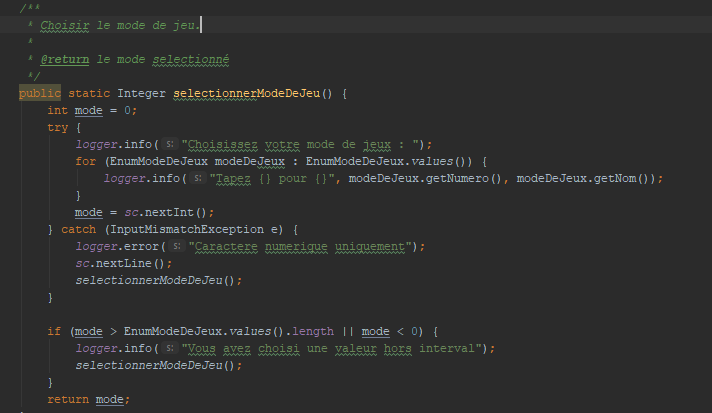 /**
 * Choisir le mode de jeu.
 *
 * @return le mode selectionné
 */
public static Integer selectionnerModeDeJeu() {
    int mode = 0;
    try {
        logger.info( s: "Choisissez votre mode de jeux : ");
        for (EnumModeDeJeux modeDeJeux : EnumModeDeJeux.values()) {
            logger.info( s: "Tapez {} pour {}", modeDeJeux.getNumero(), modeDeJeux.getNom());
        }
        mode = sc.nextInt();
    } catch (InputMismatchException e) {
        logger.error( s: "Caractere numerique uniquement");
        sc.nextLine();
        selectionnerModeDeJeu();
    }

    if (mode > EnumModeDeJeux.values().length || mode < 0) {
        logger.info( s: "Vous avez choisi une valeur hors interval");
        selectionnerModeDeJeu();
    }
    return mode;